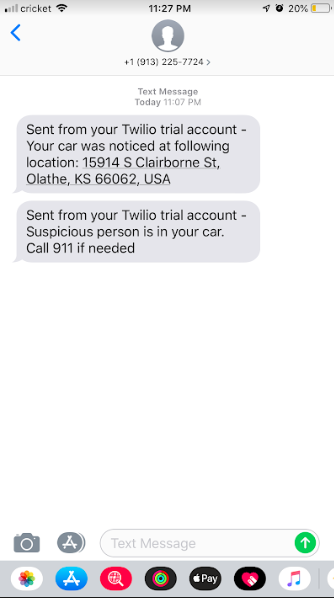 cricket 11:27 PM 20%
+1 (913) 225-7724 >
Text Message
Today 11:07 PM
Sent from your Twilio trial account -
Your car was noticed at following
location: 15914 S Clairborne St,
Olathe, KS 66062, USA
Sent from your Twilio trial account -
Suspicious person is in your car.
Call 911 if needed
Text Message
Pay